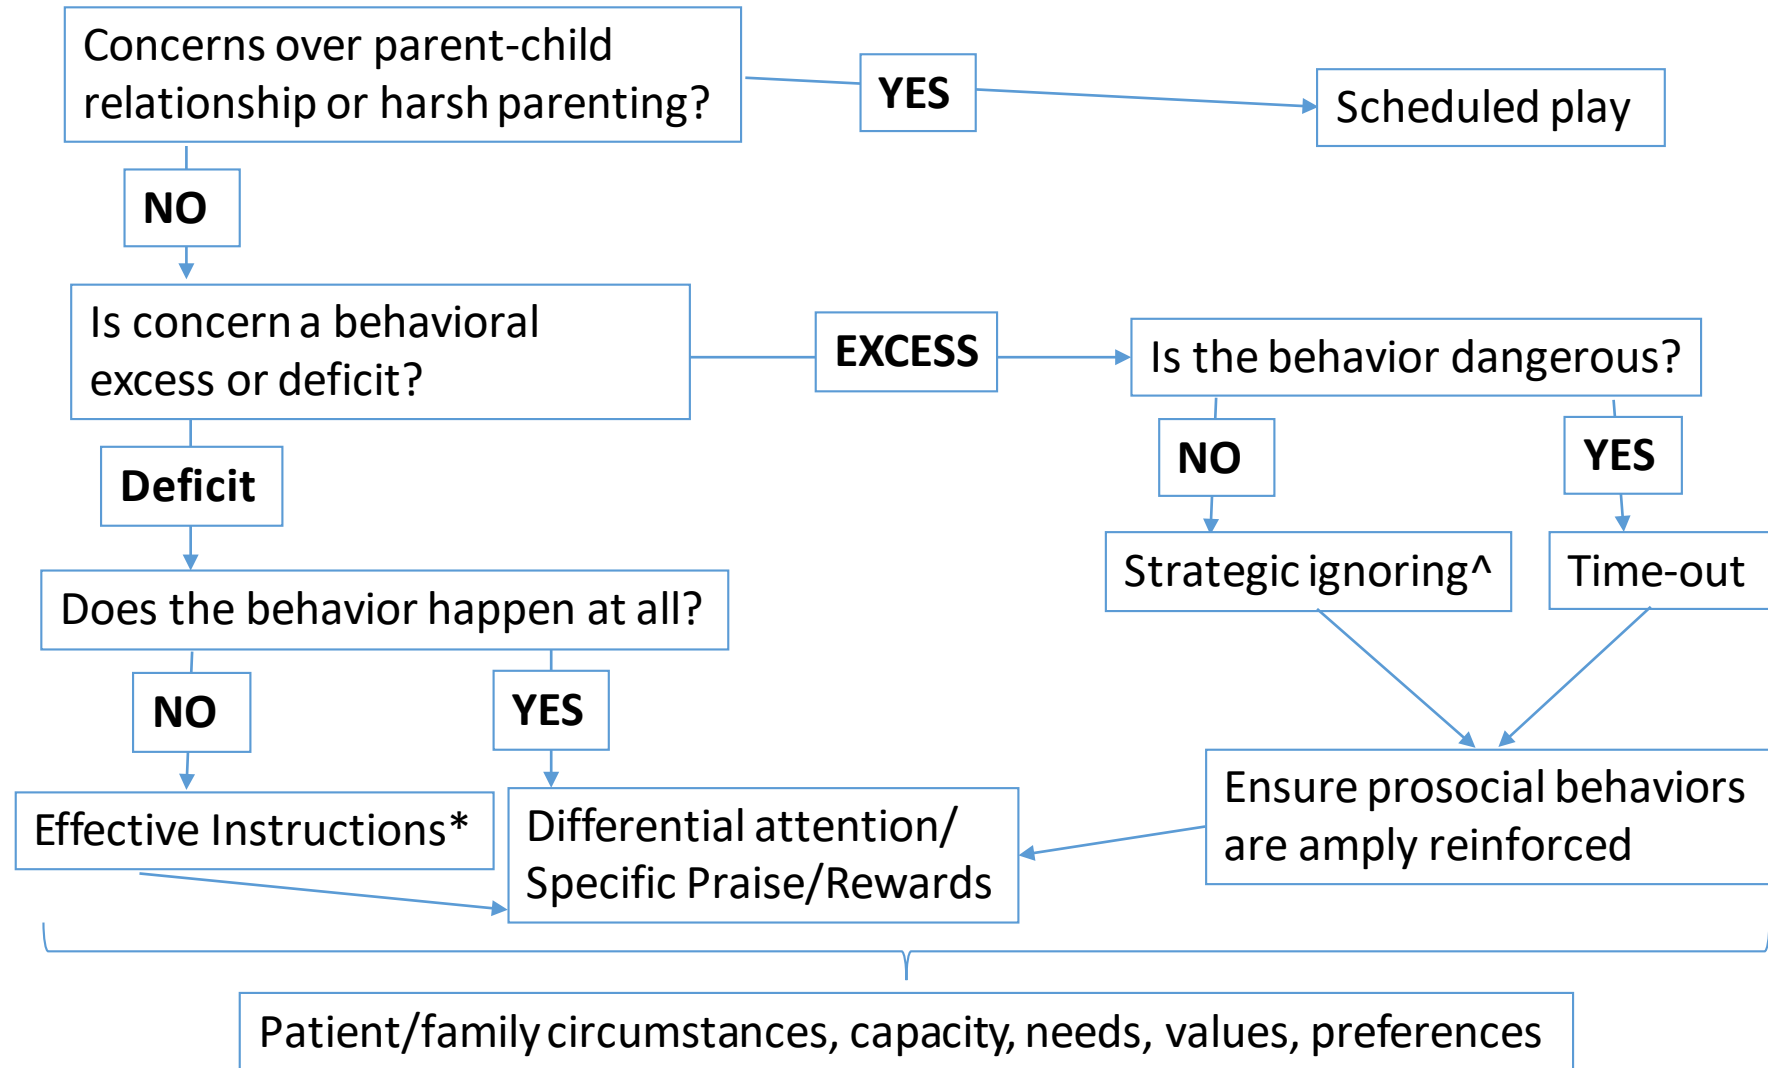 Concerns over parent-child
relationship or harsh parenting?
YES
Scheduled play
NO
Is concern a behavioral
excess or deficit?
EXCESS
Is the behavior dangerous?
Deficit
NO
YES
Strategic ignoring^
Time-out
Does the behavior happen at all?
NO
YES
Effective Instructions*
Differential attention/
Specific Praise/Rewards
Ensure prosocial behaviors
are amply reinforced
Patient/family circumstances, capacity, needs, values, preferences